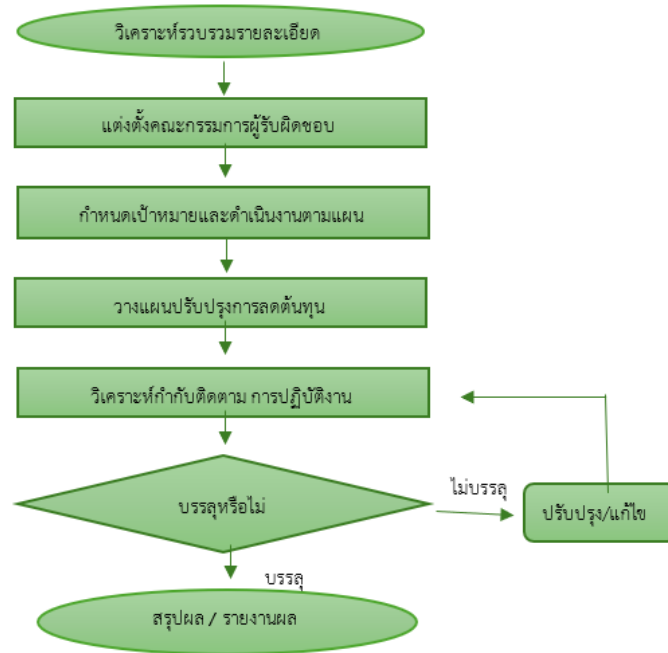 วิเคราะห์รวบรวมรายละเอียด
แต่งตั้งคณะกรรมการผู้รับผิดชอบ
กำหนดเป้าหมายและดำเนินงานตามแผน
วางแผนปรับปรุงการลดต้นทุน
วิเคราะห์กำกับติดตาม การปฏิบัติงาน
บรรลุหรือไม่
ไม่บรรลุ
ปรับปรุง/แก้ไข
บรรลุ
สรุปผล / รายงานผล